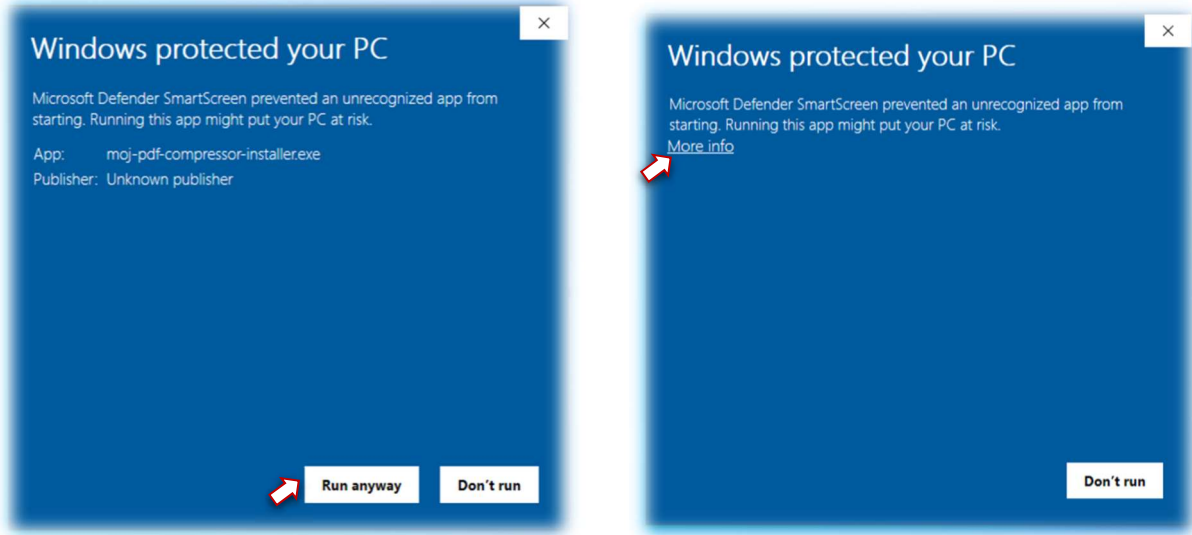 Windows protected your PC
Microsoft Defender SmartScreen prevented an unrecognized app from
starting. Running this app might put your PC at risk.
App: moj-pdf-compressor-installer.exe
Publisher: Unknown publisher
Run anyway Don't run
Windows protected your PC
Microsoft Defender SmartScreen prevented an unrecognized app from
starting. Running this app might put your PC at risk.
More info
Don't run